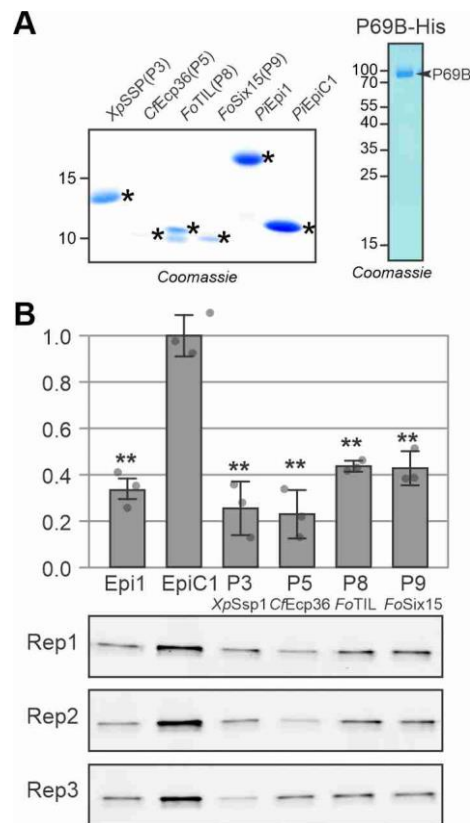 A
XpSSP(P3)
CfEcp36(P5)
FoTIL(P8)
FoSix15(P9)
PiEpi1
PiEpiC1
15
10
*
*
*
*
*
*
Coomassie
P69B-His
100
70
55
45
35
25
15
P69B
Coomassie
B
1.0
0.8
0.6
0.4
0.2
0.0
**
**
**
**
**
Epi1 EpiC1 P3 P5 P8 P9
XpSsp1 CfEcp36 FoTIL FoSix15
Rep1
Rep2
Rep3